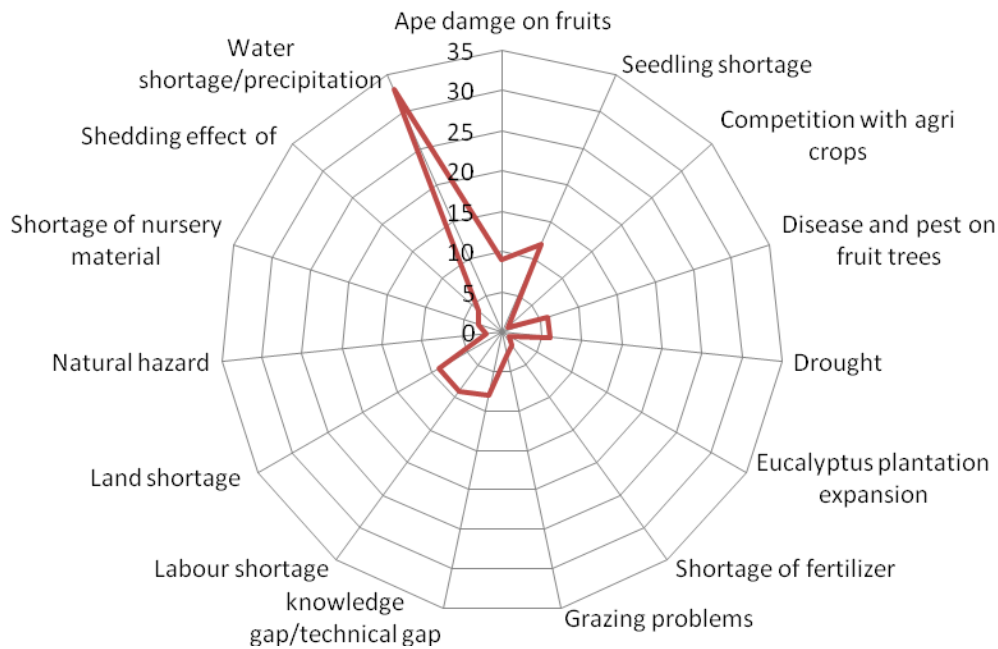 Ape damge on fruits
Seedling shortage
Competition with agri
crops
Disease and pest on
fruit trees
Drought
Eucalyptus plantation
expansion
Shortage of fertilizer
Grazing problems
knowledge
gap/technical gap
Labour shortage
Land shortage
Natural hazard
Shortage of nursery
material
Shedding effect of
Water
shortage/precipitation
35
30
25
20
15
10
5
0